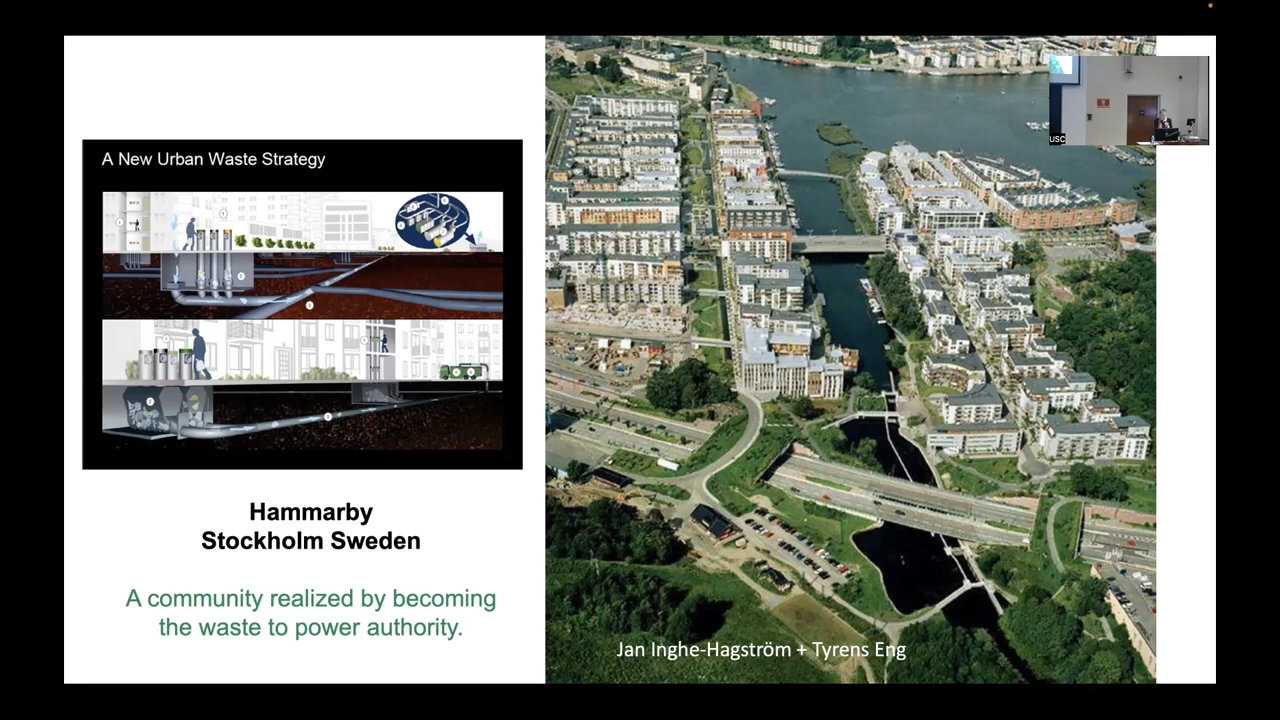 A New Urban Waste Strategy
Hammarby
Stockholm Sweden
A community realized by becoming
the waste to power authority.
Jan Inghe-Hagström + Tyrens Eng
USC